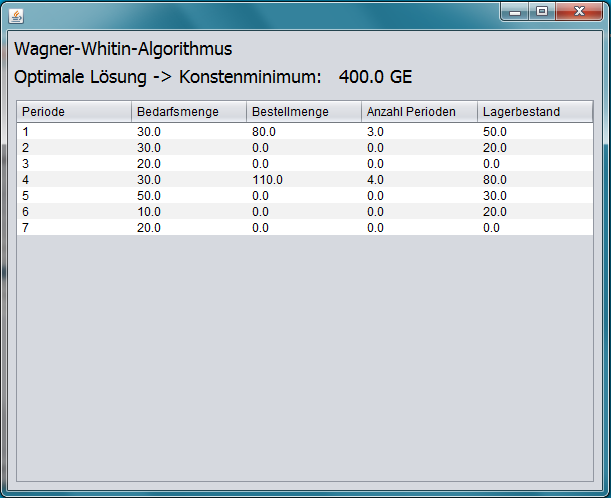 Wagner-Whitin-Algorithmus
Optimale Lösung -> Konstenminimum: 400.0 GE
Periode Bedarfsmenge Bestellmenge Anzahl Perioden Lagerbestand
1 30.0 80.0 3.0 50.0
2 30.0 0.0 0.0 20.0
3 20.0 0.0 0.0 0.0
4 30.0 110.0 4.0 80.0
5 50.0 0.0 0.0 30.0
6 10.0 0.0 0.0 20.0
7 20.0 0.0 0.0 0.0